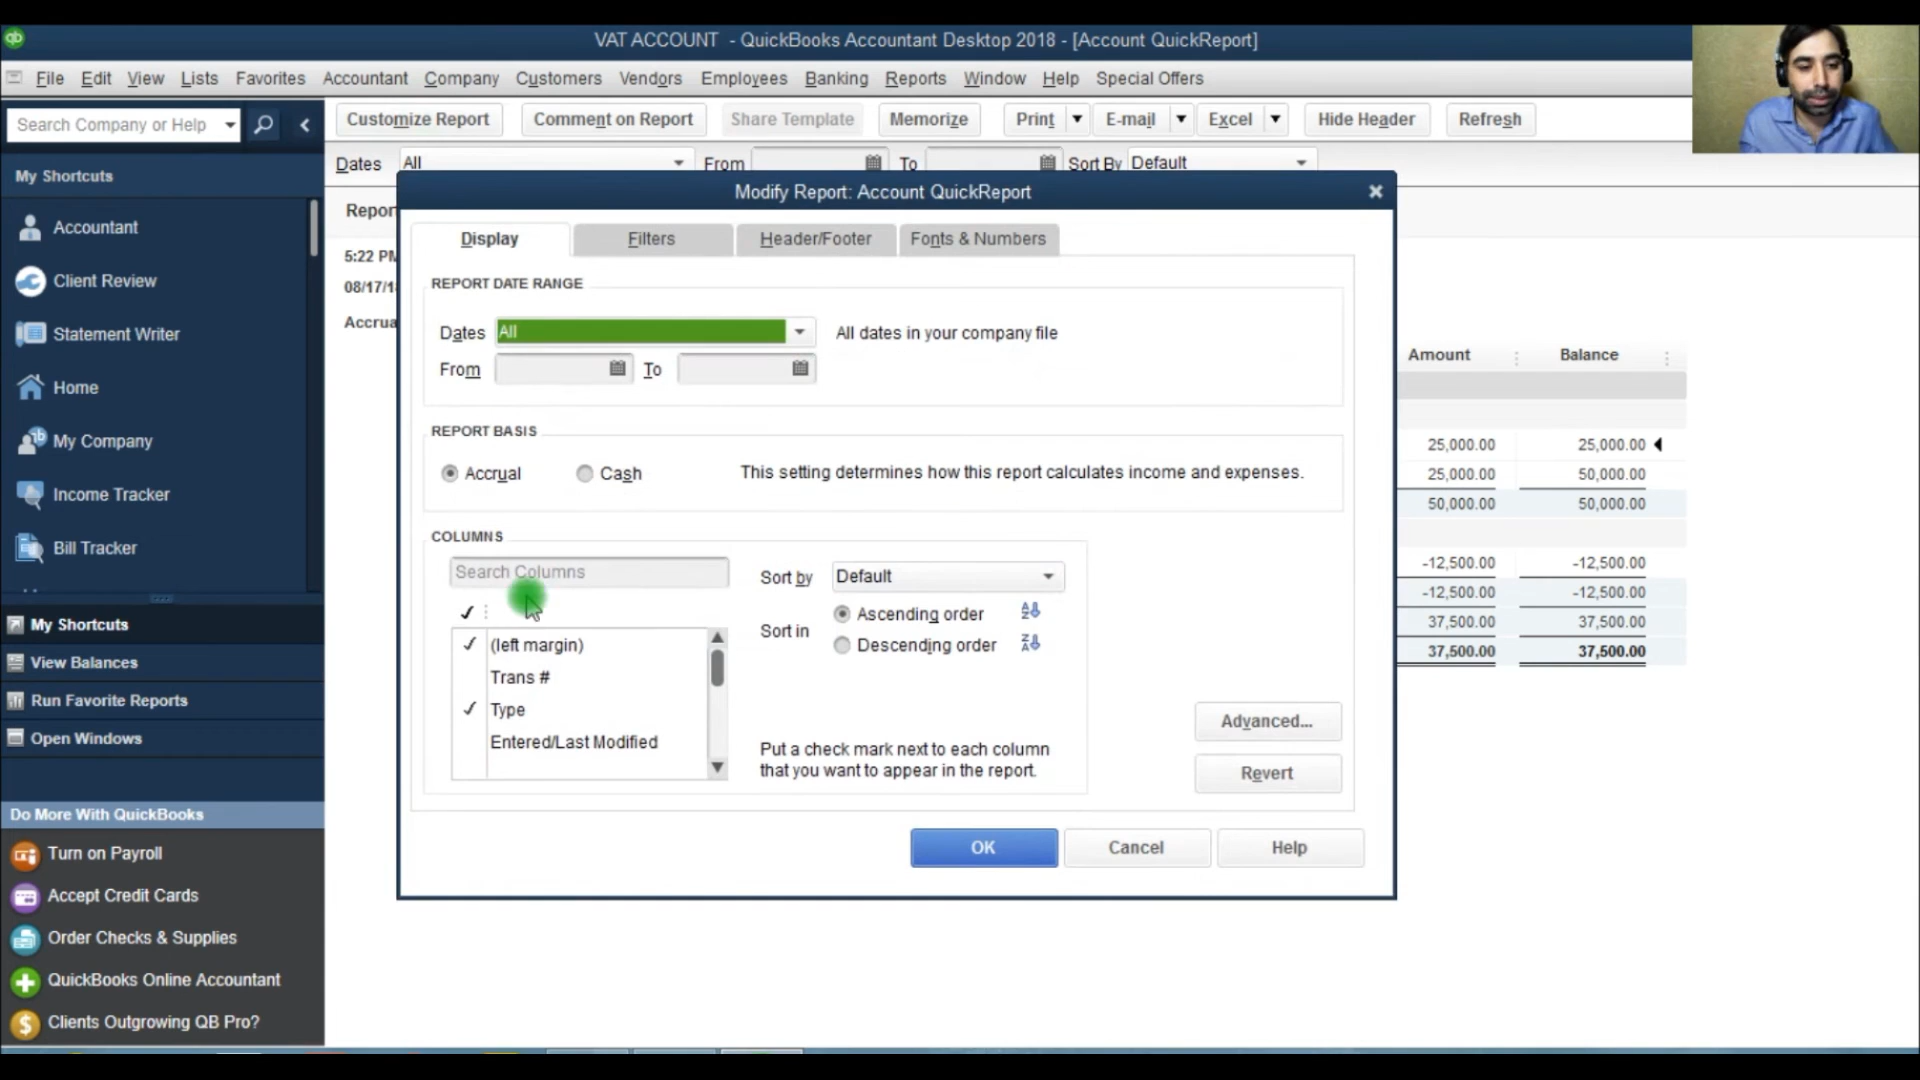 VAT ACCOUNT - QuickBooks Accountant Desktop 2018 - [Account QuickReport]
File Edit View Lists Favorites Accountant Company Customers Vendors Employees Banking Reports Window Help Special Offers
Search Company or Help
Customize Report Comment on Report Share Template Memorize Print E-mail Excel Hide Header Refresh
Dates All From To Sort By Default
My Shortcuts
Accountant
Client Review
Statement Writer
Home
My Company
Income Tracker
Bill Tracker
My Shortcuts
View Balances
Run Favorite Reports
Open Windows
Do More With QuickBooks
Turn on Payroll
Accept Credit Cards
Order Checks & Supplies
QuickBooks Online Accountant
Clients Outgrowing QB Pro?
Report
5:22 PM
08/17/1
Accrua
Modify Report: Account QuickReport
Display Filters Header/Footer Fonts & Numbers
REPORT DATE RANGE
Dates All All dates in your company file
From To
REPORT BASIS
Accrual Cash This setting determines how this report calculates income and expenses.
COLUMNS
Search Columns
(left margin)
Trans #
Type
Entered/Last Modified
Sort by Default
Sort in Ascending order
Descending order
Put a check mark next to each column
that you want to appear in the report.
Advanced...
Revert
OK Cancel Help
Amount Balance
25,000.00 25,000.00
25,000.00 50,000.00
50,000.00 50,000.00
-12,500.00 -12,500.00
-12,500.00 -12,500.00
37,500.00 37,500.00
37,500.00 37,500.00